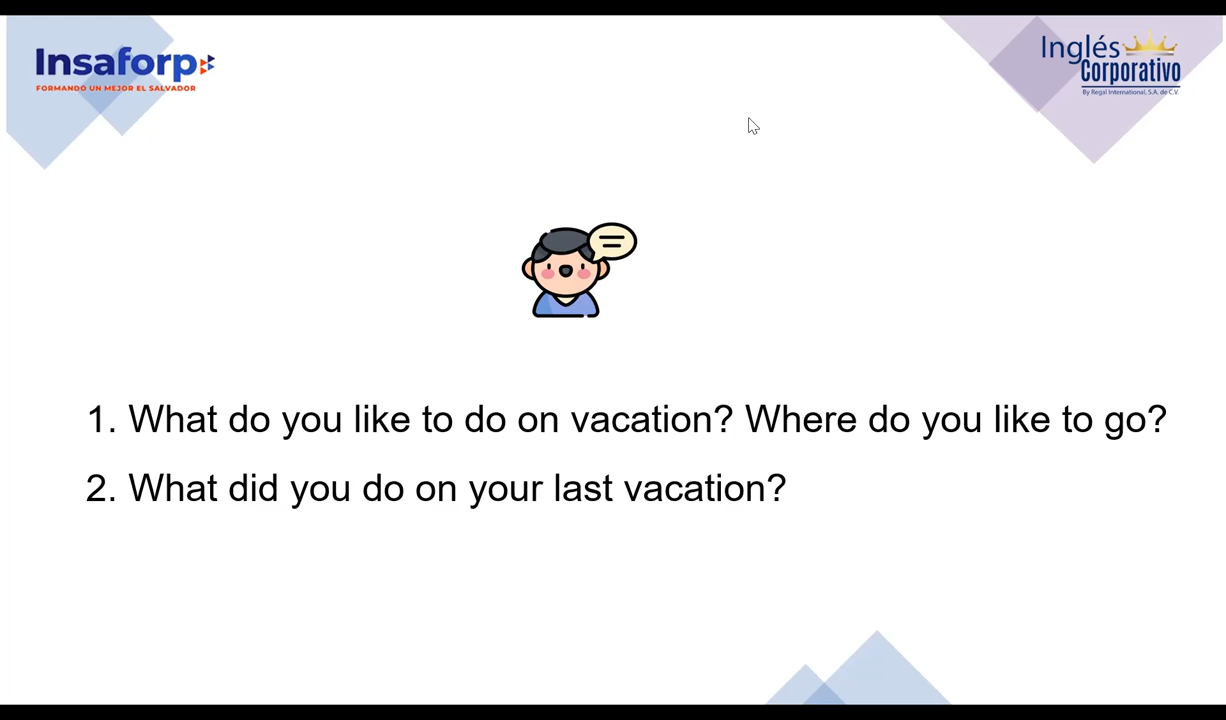 Insaforp
FORMANDO UN MEJOR EL SALVADOR
Inglés
Corporativo
By Regal International, S.A. de C.V.
1. What do you like to do on vacation? Where do you like to go?
2. What did you do on your last vacation?